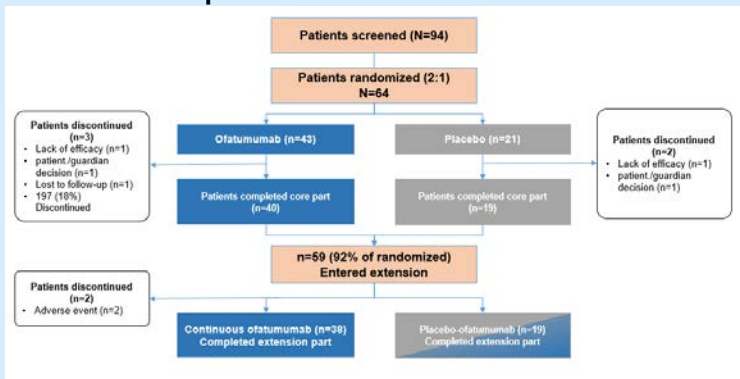 Patients screened (N=94)
Patients randomized (2:1)
N=64
Patients discontinued
(n=3)
• Lack of efficacy (n=1)
• patient./guardian
decision (n=1)
• Lost to follow-up (n=1)
• 197 (18%)
Discontinued
Ofatumumab (n=43)
Placebo (n=21)
Patients discontinued
(n=2)
• Lack of efficacy (n=1)
• patient./guardian
decision (n=1)
Patients completed core part
(n=40)
Patients completed core part
(n=19)
n=59 (92% of randomized)
Entered extension
Patients discontinued
(n=2)
• Adverse event (n=2)
Continuous ofatumumab (n=38)
Completed extension part
Placebo-ofatumumab (n=19)
Completed extension part